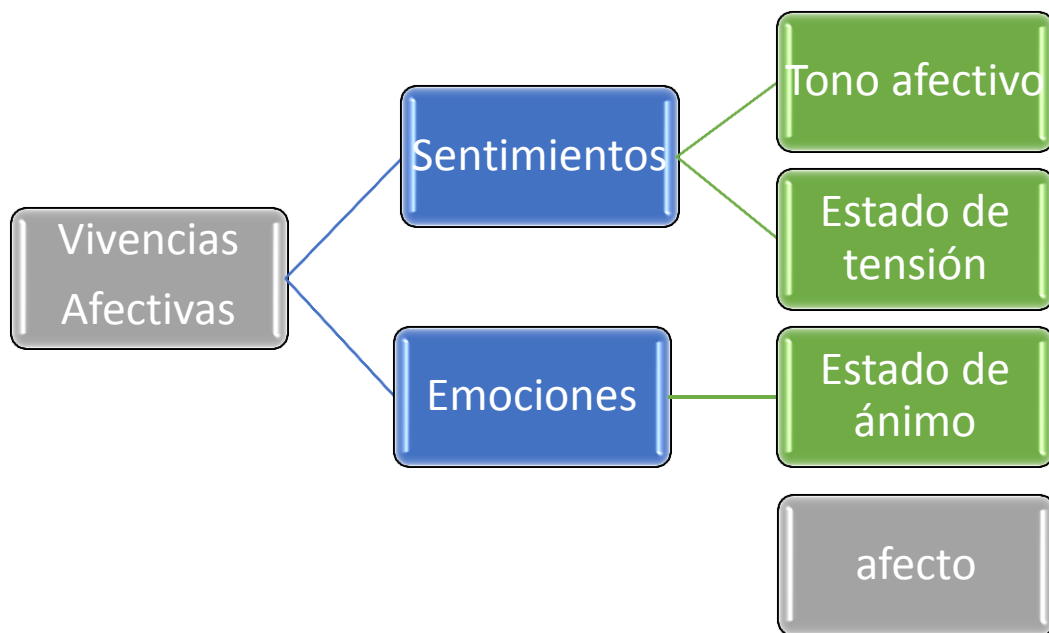 Vivencias
Afectivas
Sentimientos
Emociones
Tono afectivo
Estado de
tensión
Estado de
ánimo
afecto